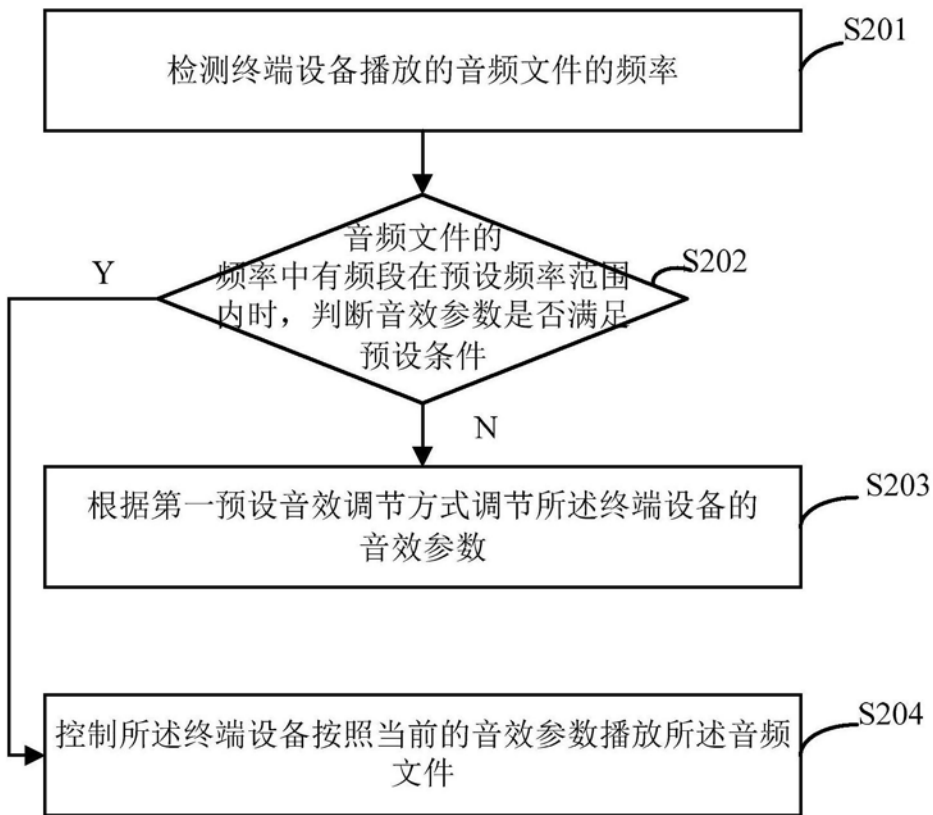 S201
检测终端设备播放的音频文件的频率
音频文件的
频率中有频段在预设频率范围
内时，判断音效参数是否满足
预设条件
S202
Y
N
根据第一预设音效调节方式调节所述终端设备的
音效参数
S203
控制所述终端设备按照当前的音效参数播放所述音频
文件
S204